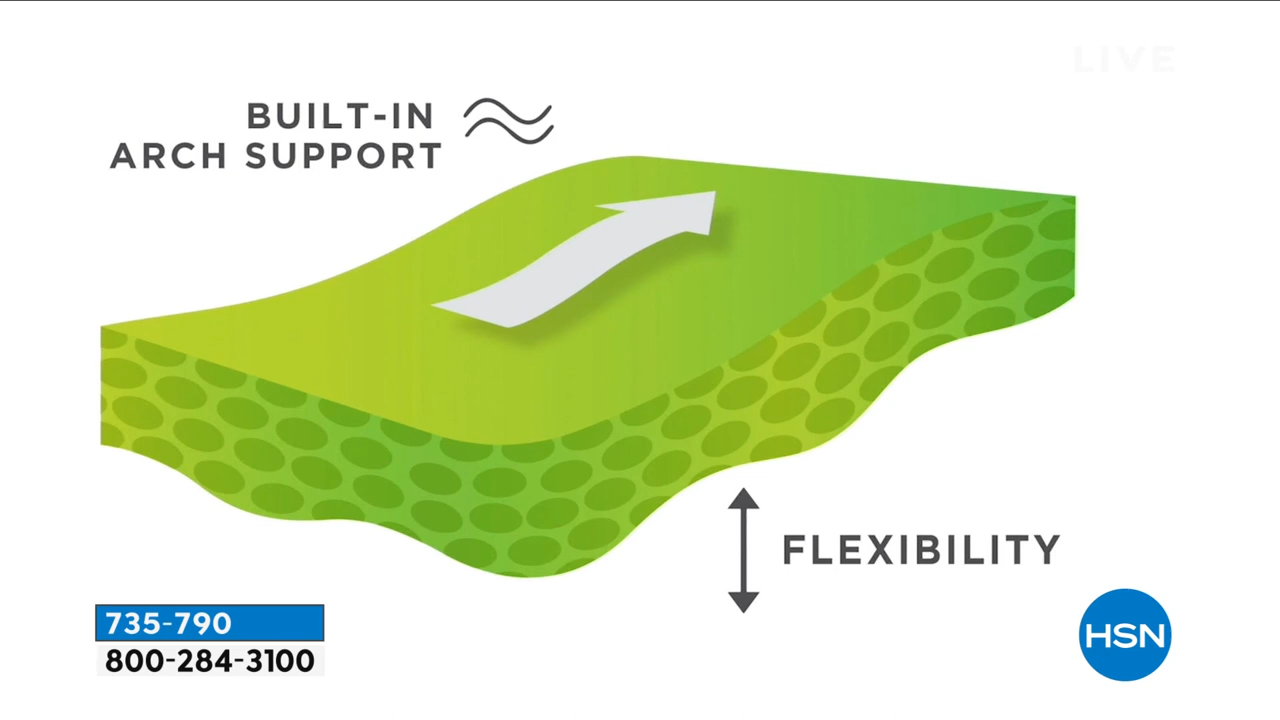 LIVE
BUILT-IN
ARCH SUPPORT
FLEXIBILITY
735-790
800-284-3100
HSN